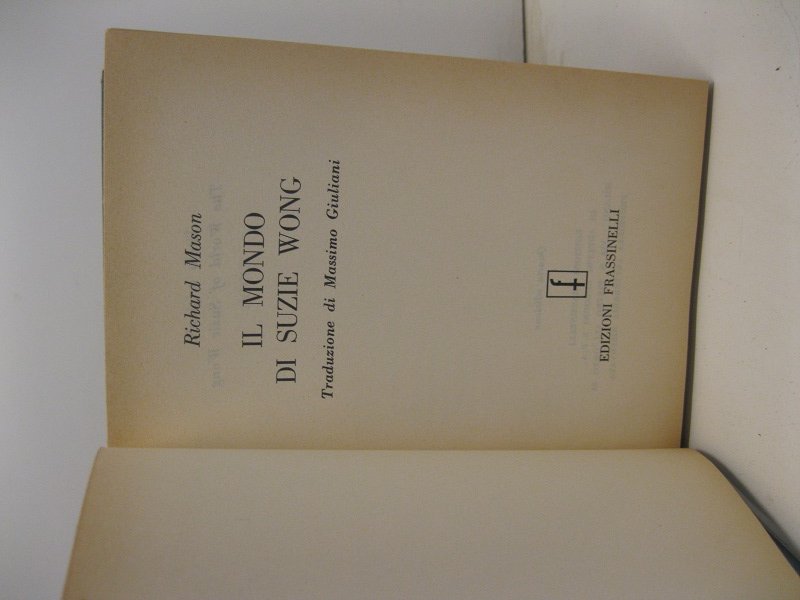 Richard Mason
IL MONDO
DI SUZIE WONG
Traduzione di Massimo Giuliani
f
EDIZIONI FRASSINELLI